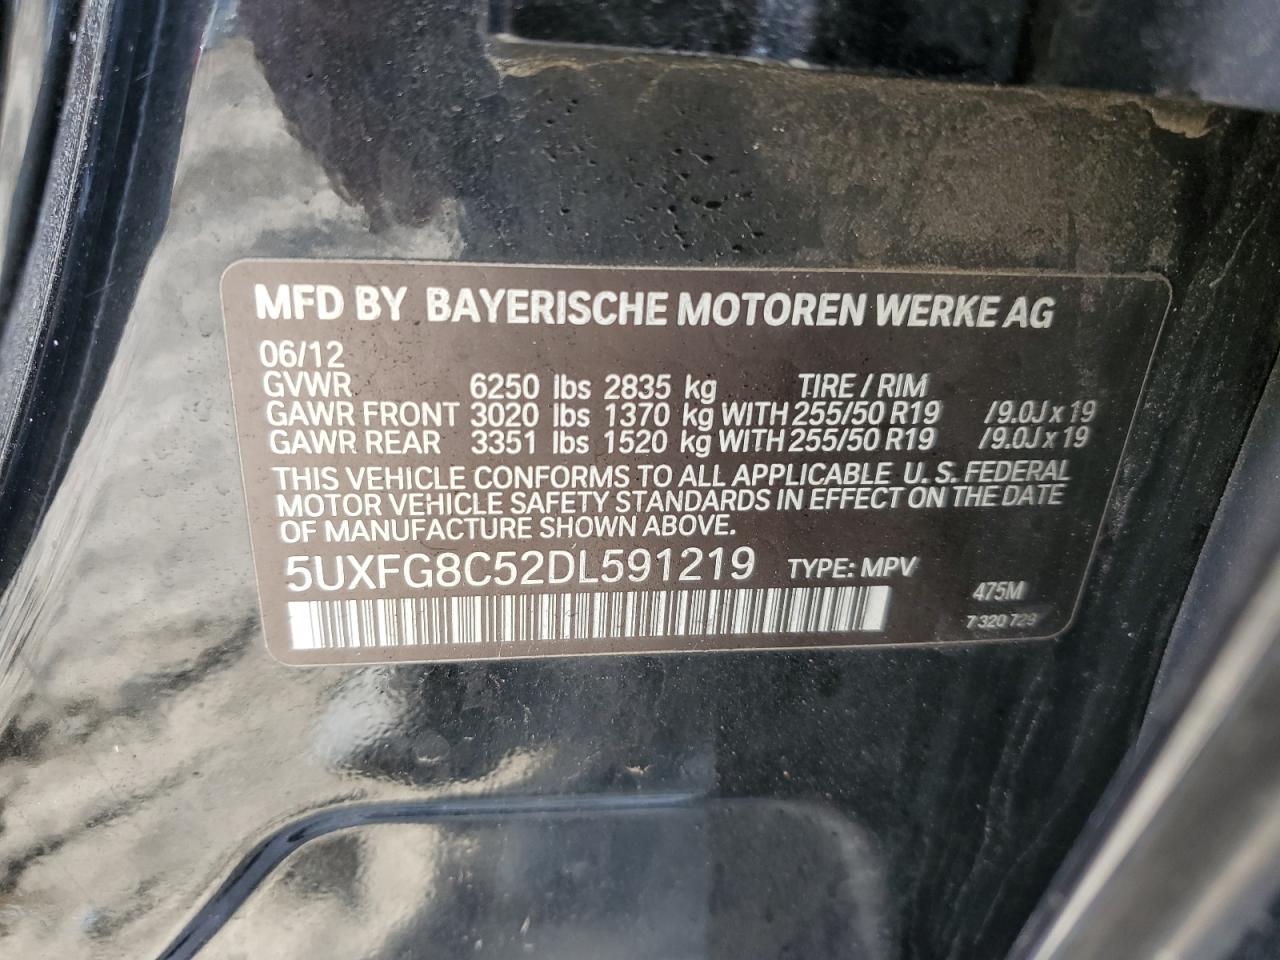 MFD BY BAYERISCHE MOTOREN WERKE AG
06/12
GVWR 6250 lbs 2835 kg TIRE / RIM
GAWR FRONT 3020 lbs 1370 kg WITH 255/50 R19 /9.0J x 19
GAWR REAR 3351 lbs 1520 kg WITH 255/50 R19 /9.0J x 19
THIS VEHICLE CONFORMS TO ALL APPLICABLE U.S. FEDERAL
MOTOR VEHICLE SAFETY STANDARDS IN EFFECT ON THE DATE
OF MANUFACTURE SHOWN ABOVE.
5UXFG8C52DL591219 TYPE: MPV
475M
7 320 729